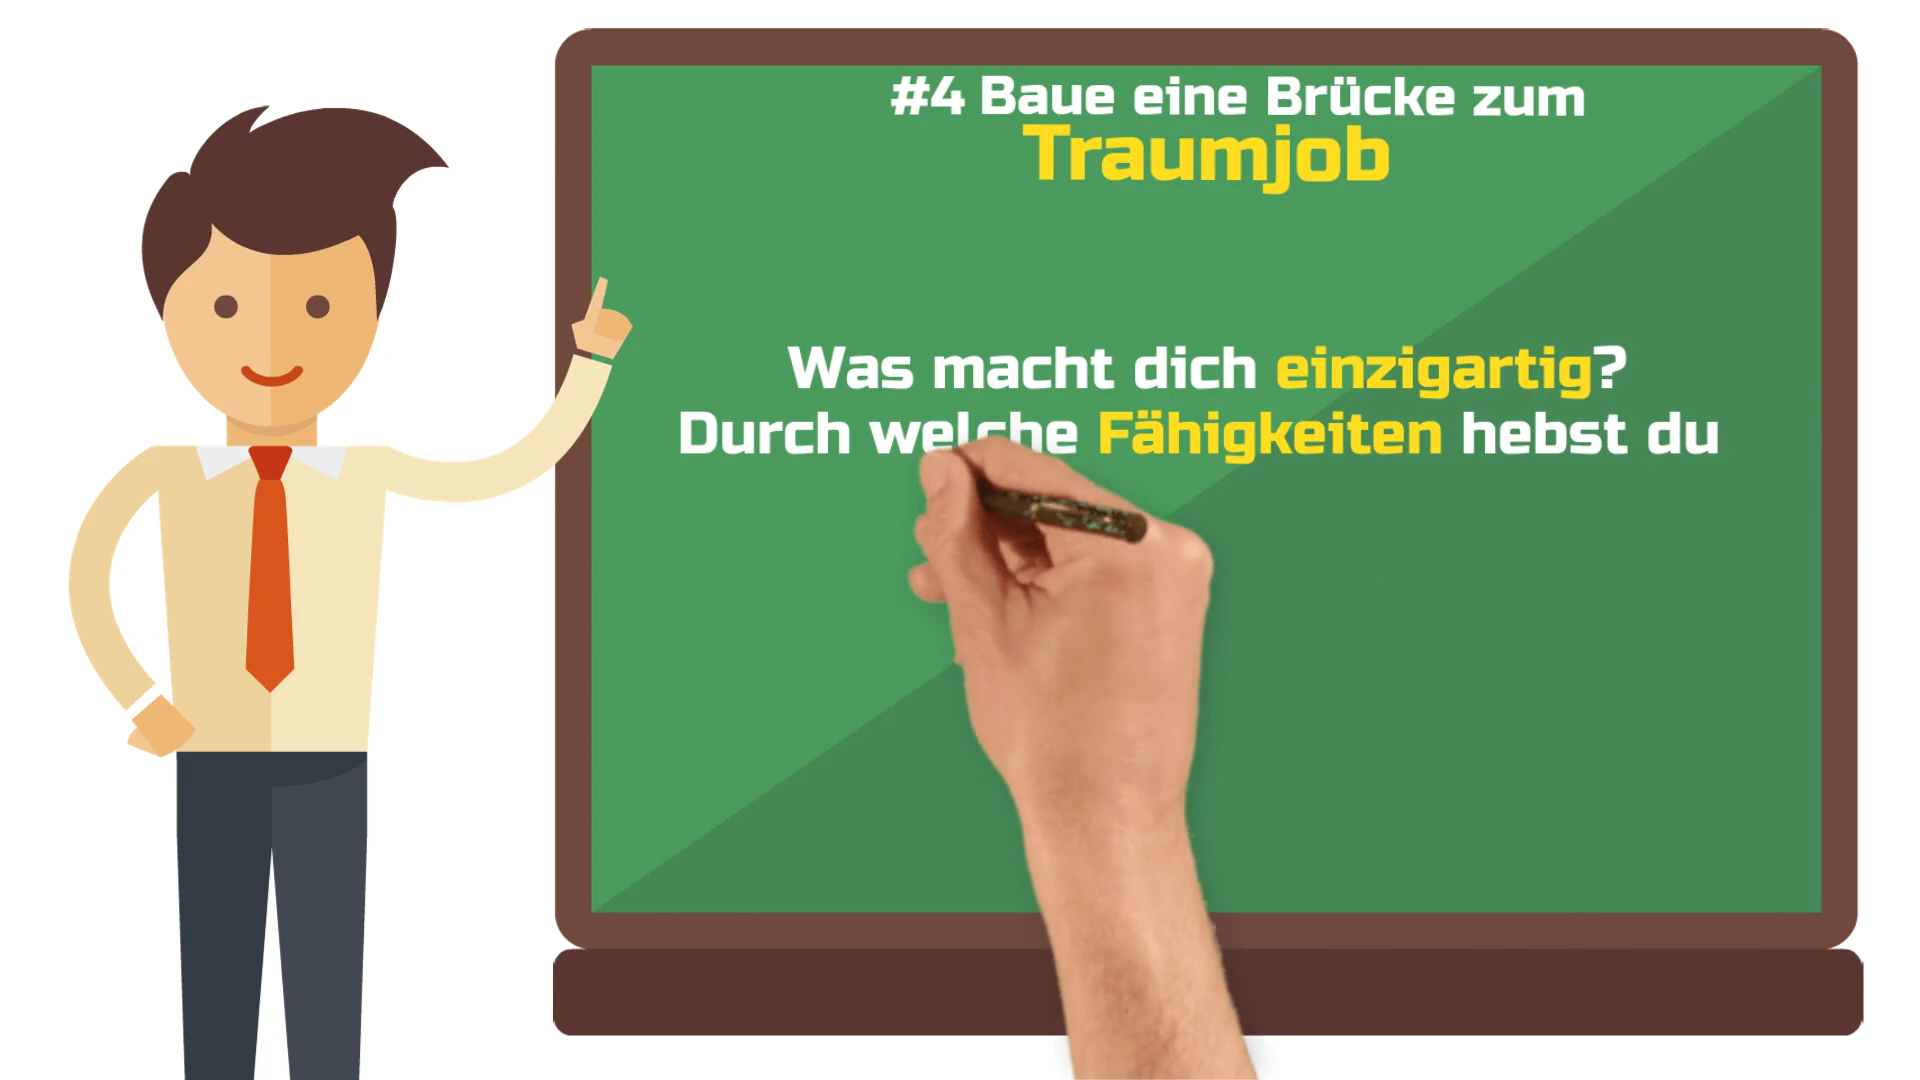 #4 Baue eine Brücke zum
Traumjob
Was macht dich einzigartig?
Durch welche Fähigkeiten hebst du